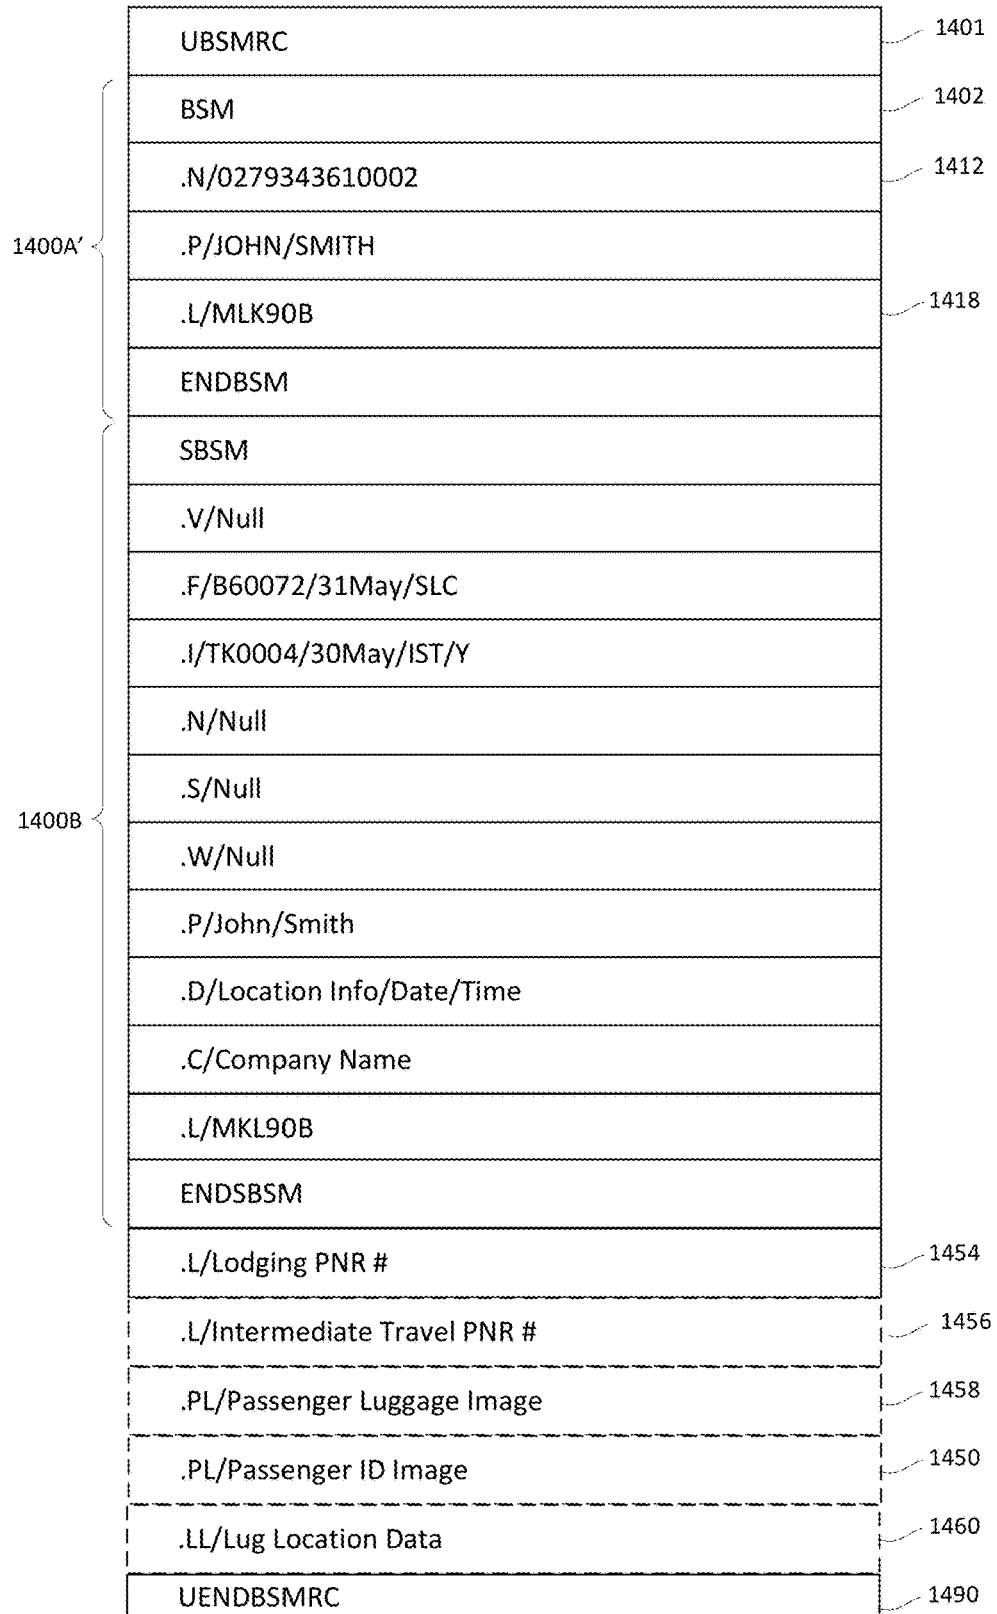 UBSMRC 1401
BSM 1402
.N/0279343610002 1412
1400A’ .P/JOHN/SMITH
.L/MLK90B 1418
ENDBSM
SBSM
.V/Null
.F/B60072/31May/SLC
.I/TK0004/30May/IST/Y
.N/Null
.S/Null
1400B .W/Null
.P/John/Smith
.D/Location Info/Date/Time
.C/Company Name
.L/MKL90B
ENDSBSM
.L/Lodging PNR # 1454
.L/Intermediate Travel PNR # 1456
.PL/Passenger Luggage Image 1458
.PL/Passenger ID Image 1450
.LL/Lug Location Data 1460
UENDBSMRC 1490